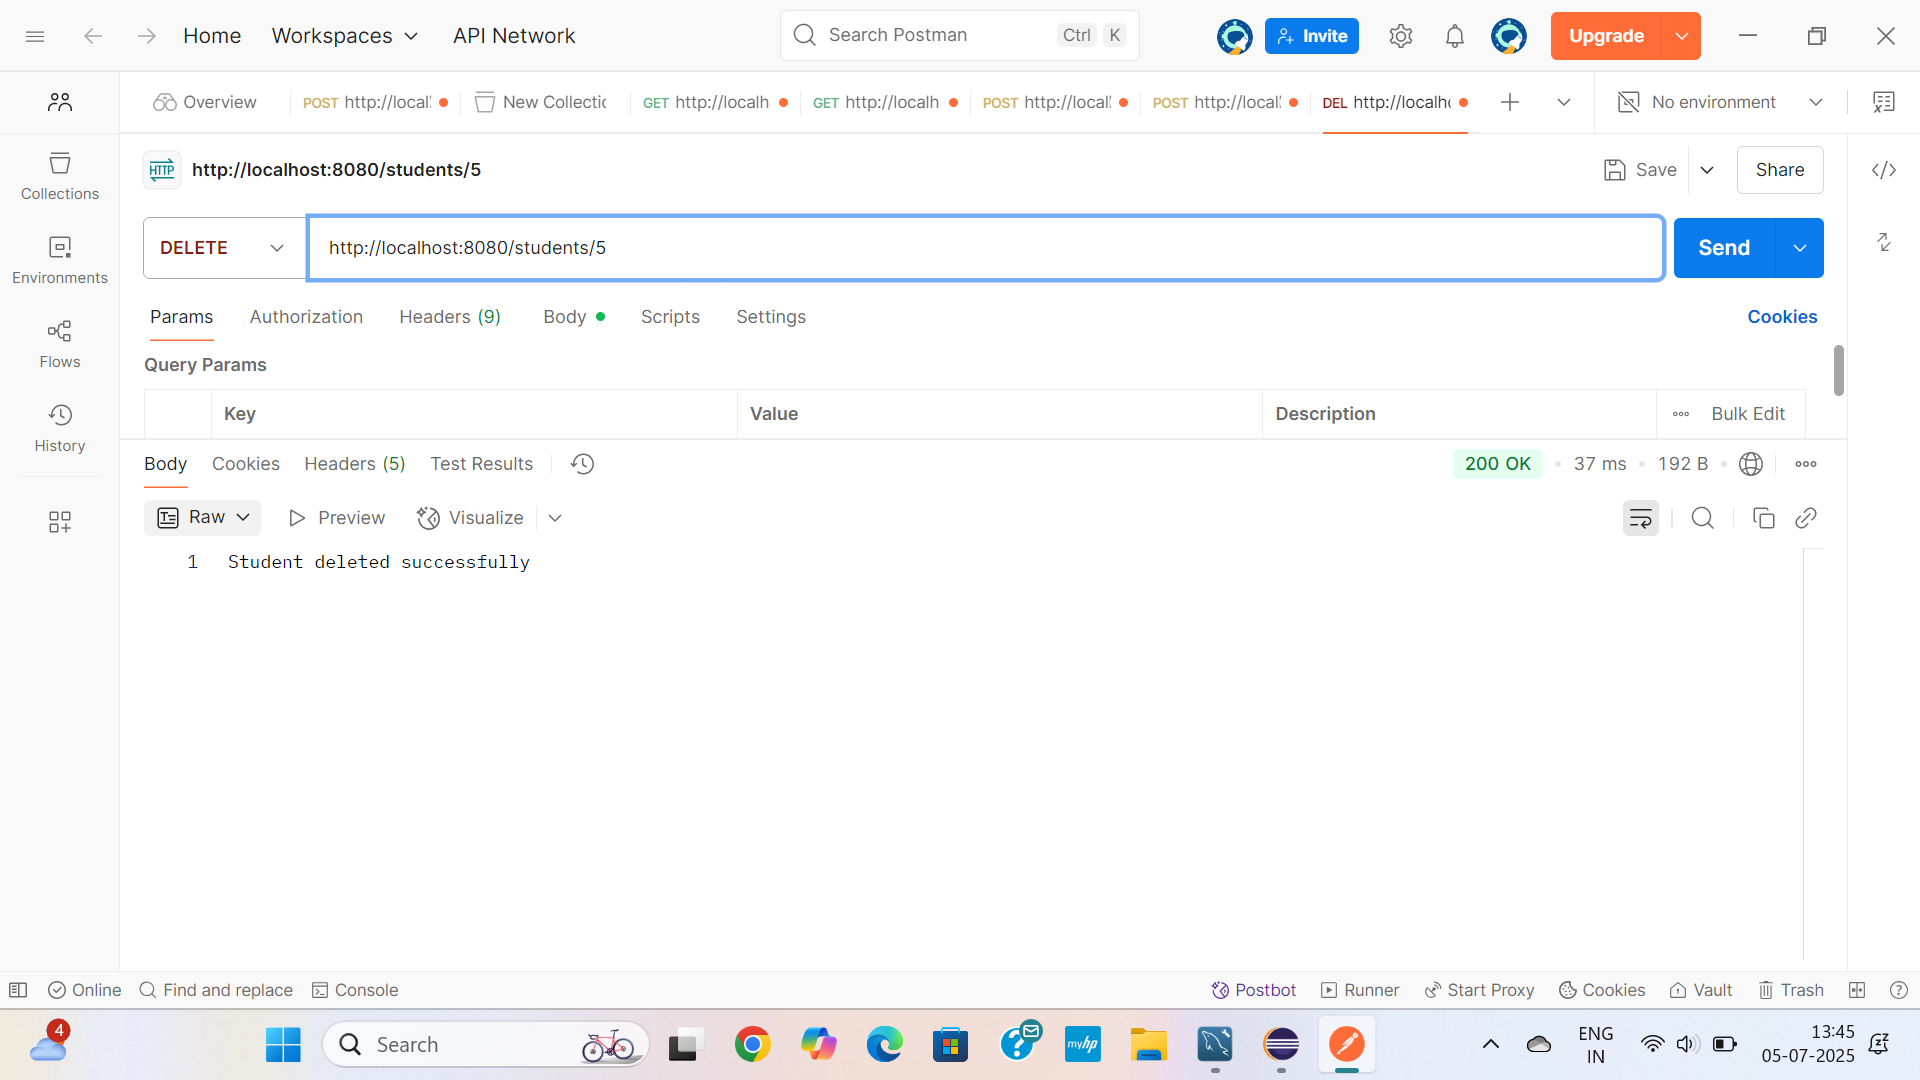 Home Workspaces API Network Search Postman Ctrl K Invite Upgrade
Overview POST http://local New Collectic GET http://localh GET http://localh POST http://local POST http://local DEL http://localhc No environment
HTTP http://localhost:8080/students/5 Save Share
Collections
DELETE http://localhost:8080/students/5 Send
Environments
Params Authorization Headers (9) Body Scripts Settings Cookies
Flows
Query Params
Key Value Description Bulk Edit
History
Body Cookies Headers (5) Test Results 200 OK 37 ms 192 B
Raw Preview Visualize
1 Student deleted successfully
Online Find and replace Console Postbot Runner Start Proxy Cookies Vault Trash
4 Search myhp ENG
IN 13:45
05-07-2025